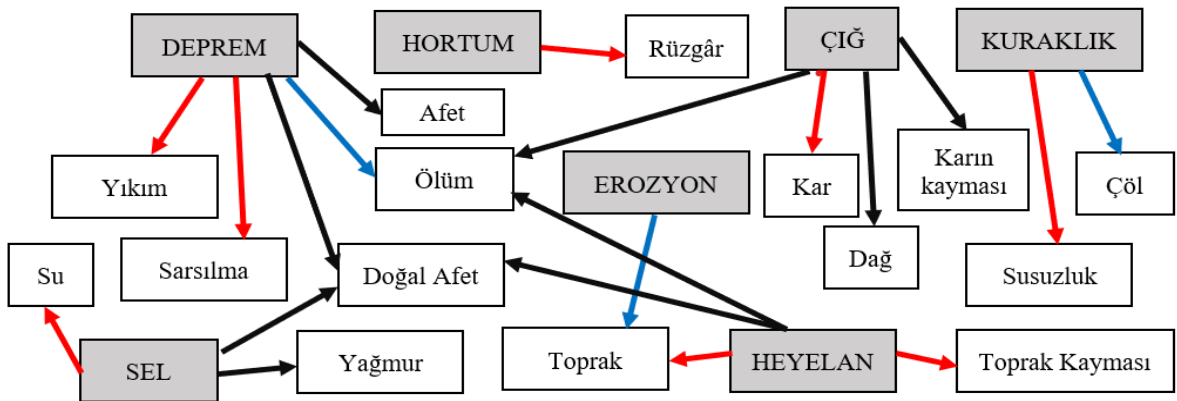 DEPREM
HORTUM
Rüzgâr
ÇIĞ
KURAKLIK
Afet
Yıkım
Ölüm
EROZYON
Kar
Karın
kayması
Çöl
Su
Sarsılma
Doğal Afet
Dağ
Susuzluk
SEL
Yağmur
Toprak
HEYELAN
Toprak Kayması